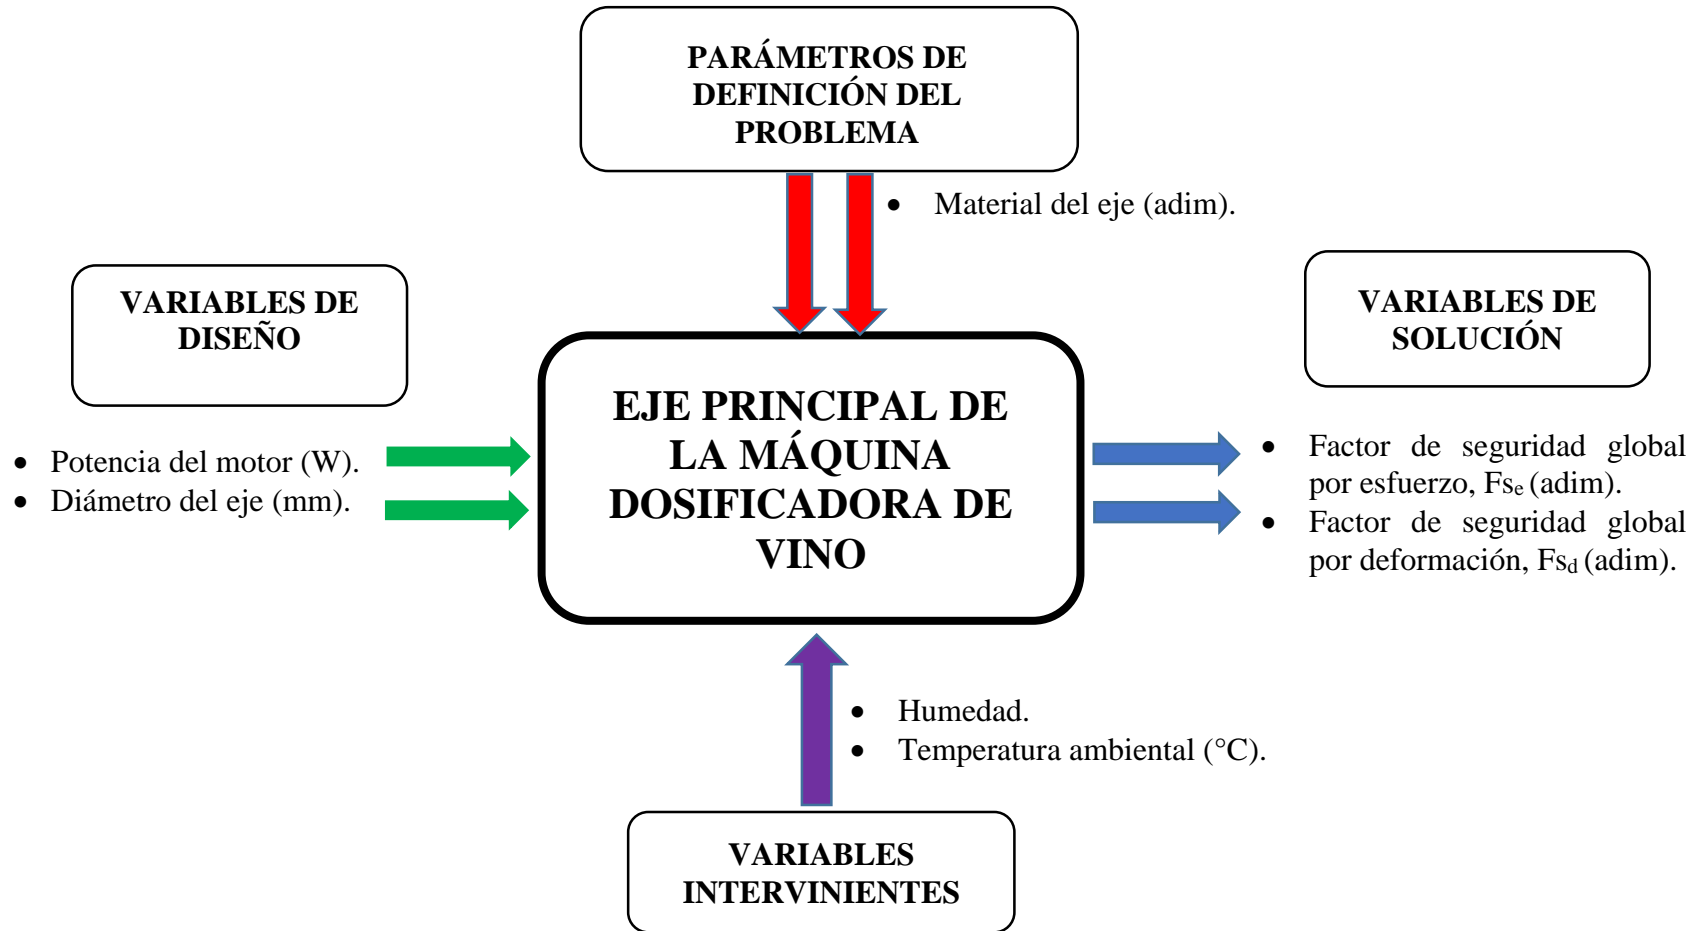 PARÁMETROS DE
DEFINICIÓN DEL
PROBLEMA
• Material del eje (adim).
VARIABLES DE
DISEÑO
• Potencia del motor (W).
• Diámetro del eje (mm).
EJE PRINCIPAL DE
LA MÁQUINA
DOSIFICADORA DE
VINO
VARIABLES DE
SOLUCIÓN
• Factor de seguridad global
por esfuerzo, Fse (adim).
• Factor de seguridad global
por deformación, Fsd (adim).
• Humedad.
• Temperatura ambiental (°C).
VARIABLES
INTERVINIENTES